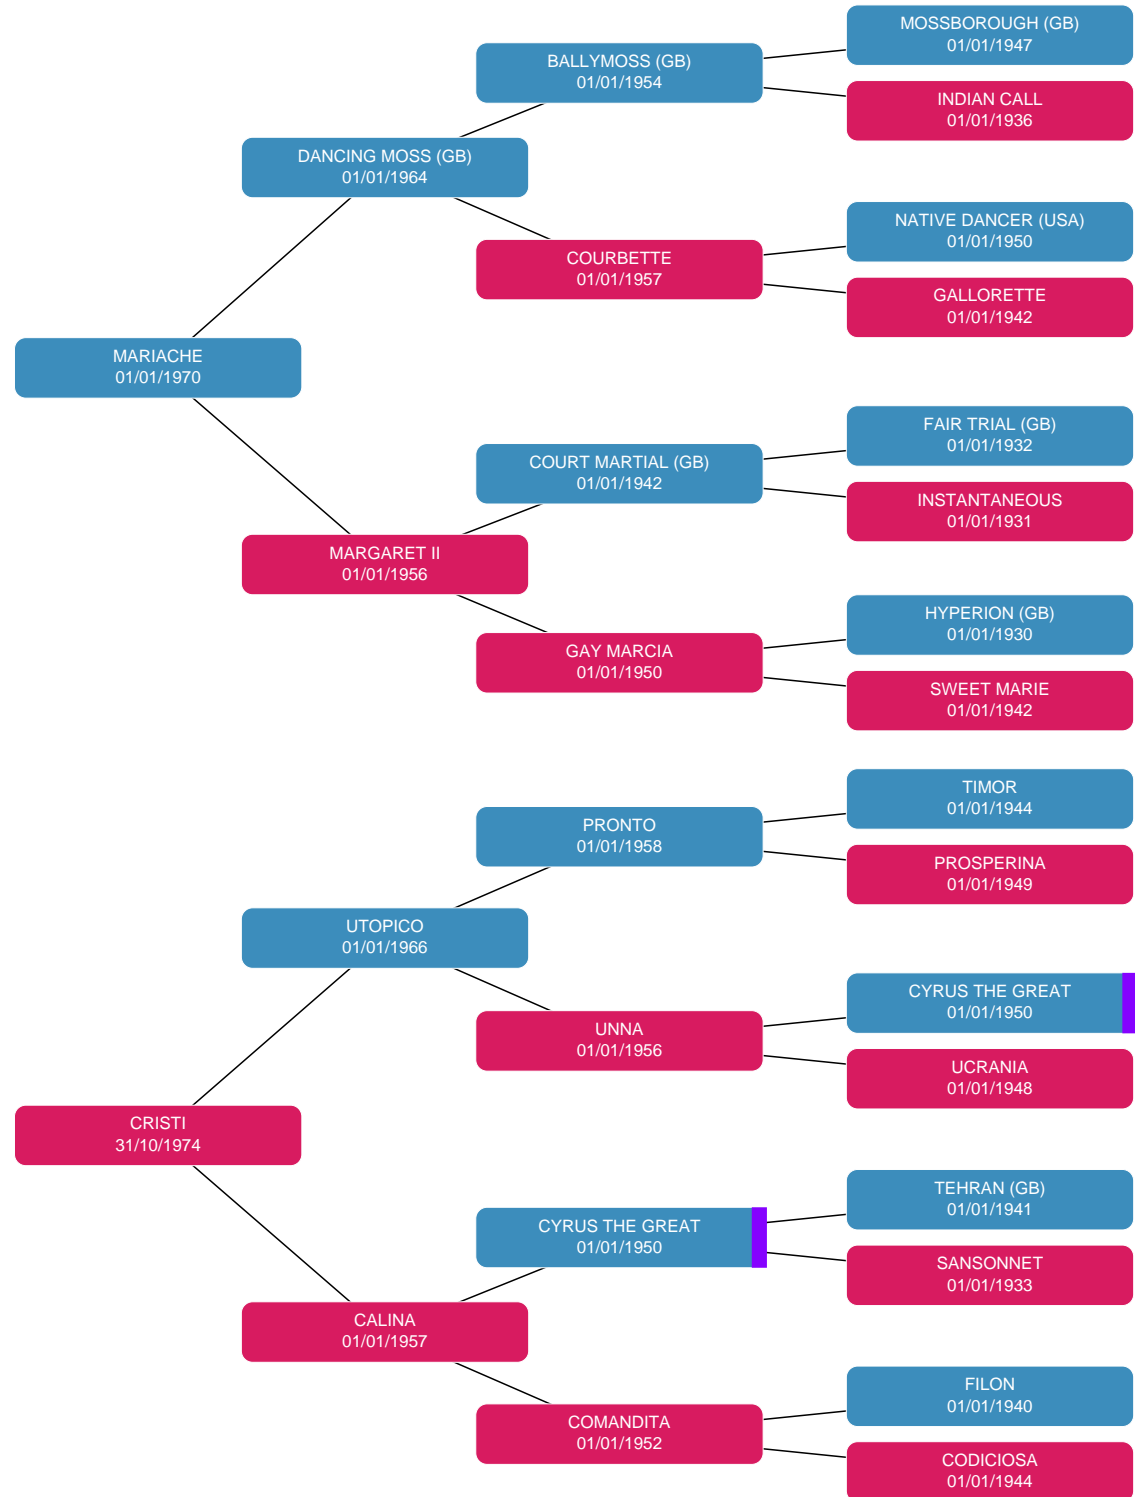 MOSSBOROUGH (GB)
01/01/1947
BALLYMOSS (GB)
01/01/1954
INDIAN CALL
01/01/1936
DANCING MOSS (GB)
01/01/1964
NATIVE DANCER (USA)
01/01/1950
COURBETTE
01/01/1957
GALLORETTE
01/01/1942
MARIACHE
01/01/1970
FAIR TRIAL (GB)
01/01/1932
COURT MARTIAL (GB)
01/01/1942
INSTANTANEOUS
01/01/1931
MARGARET II
01/01/1956
HYPERION (GB)
01/01/1930
GAY MARCIA
01/01/1950
SWEET MARIE
01/01/1942
TIMOR
01/01/1944
PRONTO
01/01/1958
PROSPERINA
01/01/1949
UTOPICO
01/01/1966
CYRUS THE GREAT
01/01/1950
UNNA
01/01/1956
UCRANIA
01/01/1948
CRISTI
31/10/1974
TEHRAN (GB)
01/01/1941
CYRUS THE GREAT
01/01/1950
SANSONNET
01/01/1933
CALINA
01/01/1957
FILON
01/01/1940
COMANDITA
01/01/1952
CODICIOSA
01/01/1944